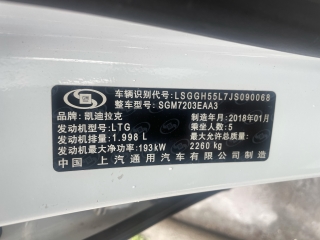 车辆识别代号:LSGGH55L7JS090068
整车型号:SGM7203EAA3
品牌:凯迪拉克 制造年月:2018年01月
发动机型号:LTG 乘坐人数:5
发动机排量:1.998 L 最大允许总质量:
发动机最大净功率:193kW 2260 kg
中国 上汽通用汽车有限公司制造